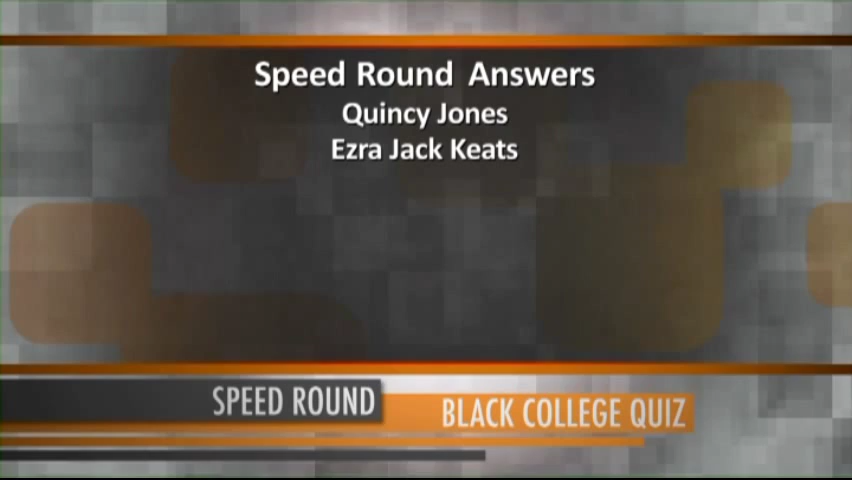 Speed Round Answers
Quincy Jones
Ezra Jack Keats
SPEED ROUND
BLACK COLLEGE QUIZ